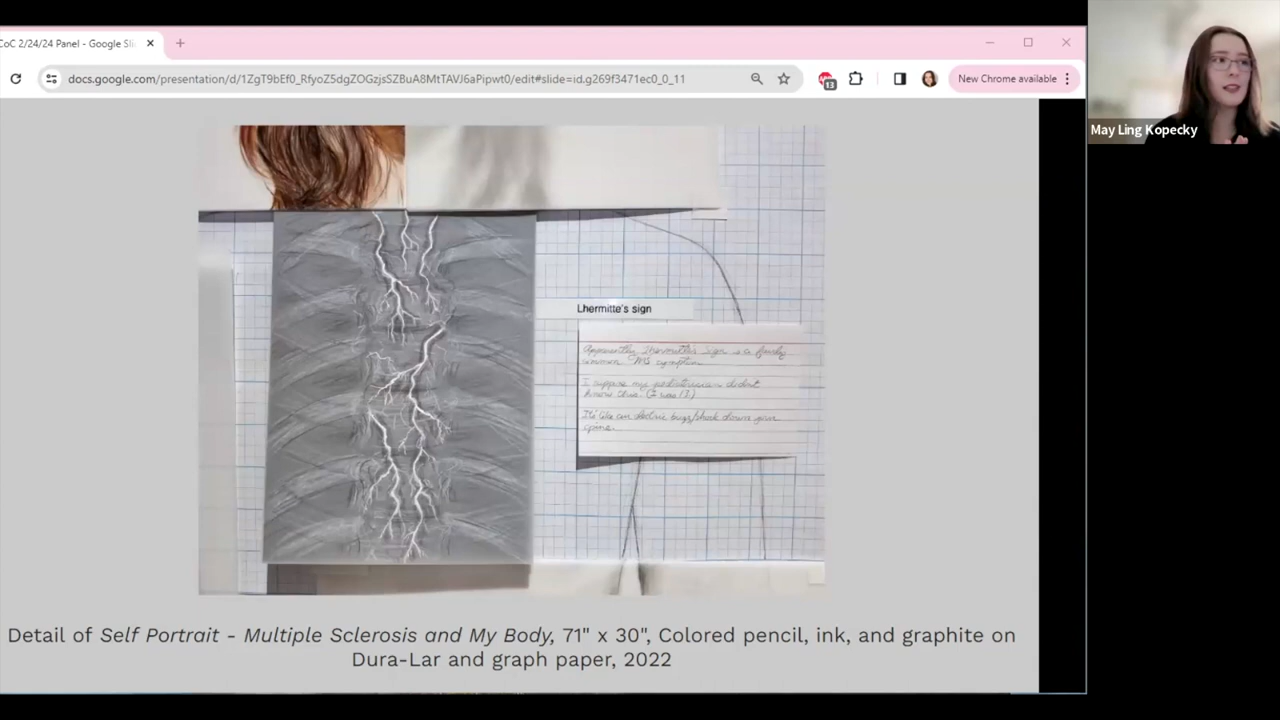 CoC 2/24/24 Panel - Google Sli
docs.google.com/presentation/d/1ZgT9bEf0_RfyoZ5dgZOGzjsSZBuA8MtTAVJ6aPipwt0/edit#slide=id.g269f3471ec0_0_11
13
New Chrome available
May Ling Kopecky
Lhermitte's sign
Apparently Lhermitte's Sign is a fairly
common MS symptom.
I suppose my pediatrician didn't
know this. (I was 17.)
It's like an electric buzz/shock down your
spine.
Detail of Self Portrait - Multiple Sclerosis and My Body, 71" x 30", Colored pencil, ink, and graphite on
Dura-Lar and graph paper, 2022